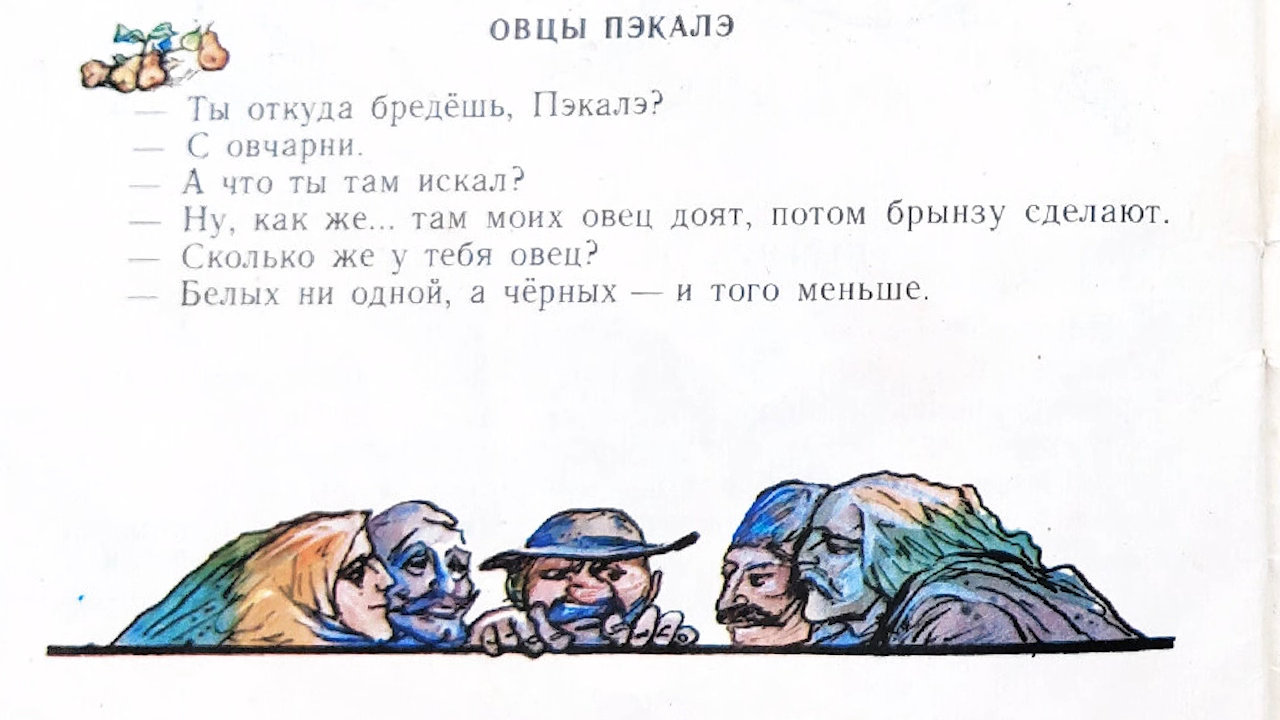 ОВЦЫ ПЭКАЛЭ
— Ты откуда бредёшь, Пэкалэ?
— С овчарни.
— А что ты там искал?
— Ну, как же... там моих овец доят, потом брынзу сделают.
— Сколько же у тебя овец?
— Белых ни одной, а чёрных — и того меньше.